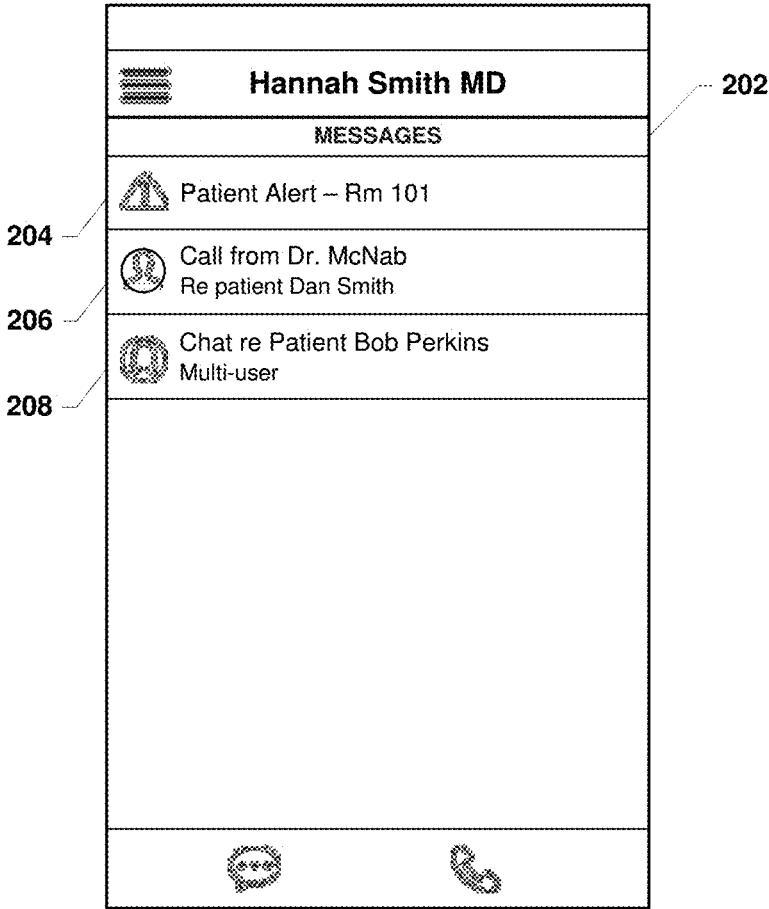 Hannah Smith MD
202
MESSAGES
Patient Alert – Rm 101
204
Call from Dr. McNab
Re patient Dan Smith
206
Chat re Patient Bob Perkins
Multi-user
208